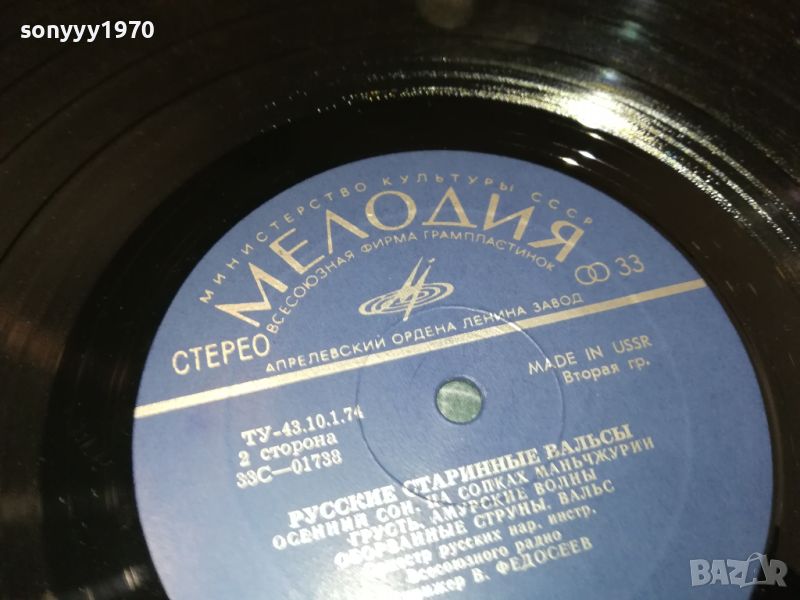 sonyyy1970
МИНИСТЕРСТВО КУЛЬТУРЫ СССР
МЕЛОДИЯ
ВСЕСОЮЗНАЯ ФИРМА ГРАМПЛАСТИНОК
33
СТЕРЕО
АПРЕЛЕВСКИЙ ОРДЕНА ЛЕНИНА ЗАВОД
MADE IN USSR
Вторая гр.
ТУ-43.10.1.74
2 сторона
33С—01738
РУССКИЕ СТАРИННЫЕ ВАЛЬСЫ
ОСЕННИЙ СОН, НА СОПКАХ МАНЬЧЖУРИИ
ГРУСТЬ, АМУРСКИЕ ВОЛНЫ
ОБОРВАННЫЕ СТРУНЫ, ВАЛЬС
русских нар. инстр.
Всесоюзного радио
В. ФЕДОСЕЕВ
BAZAR
бг